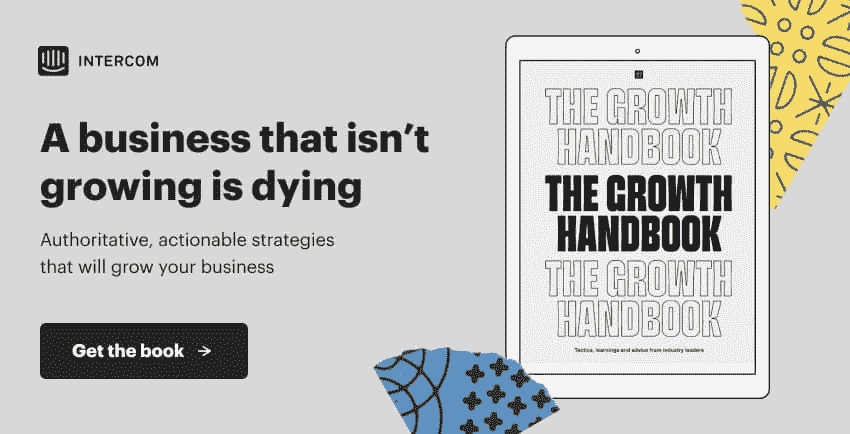 INTERCOM
A business that isn't
growing is dying
Authoritative, actionable strategies
that will grow your business
Get the book →
THE GROWTH
HANDBOOK
THE GROWTH
HANDBOOK
THE GROWTH
HANDBOOK
Tactics, learnings and advice from industry leaders